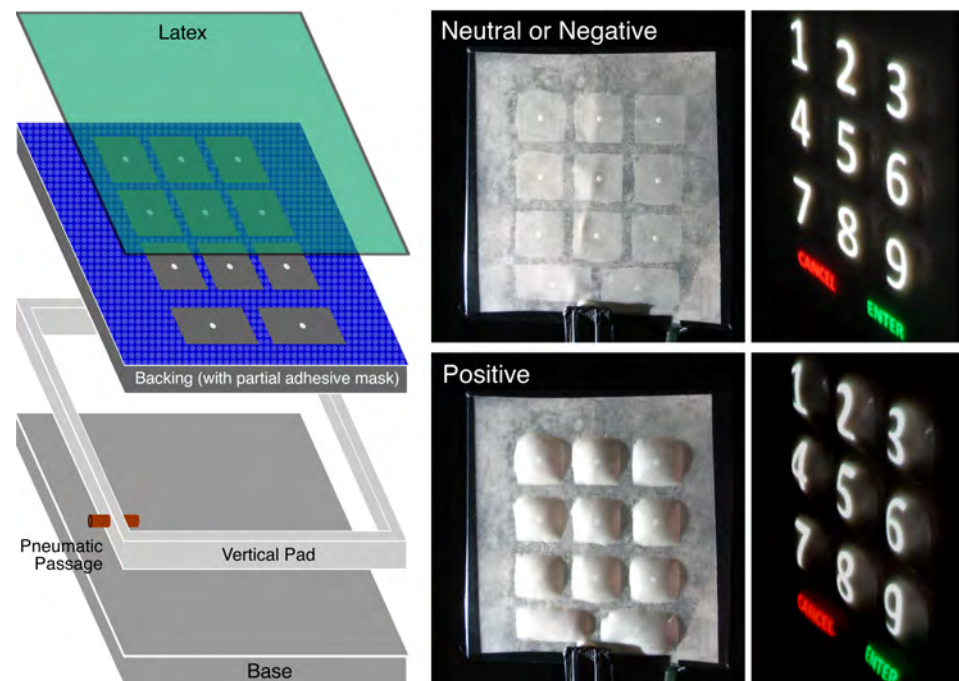 Latex
Backing (with partial adhesive mask)
Pneumatic
Passage
Vertical Pad
Base
Neutral or Negative
1 2 3
4 5 6
7 8 9
CANCEL
ENTER
Positive
1 2 3
4 5 6
7 8 9
CANCEL
ENTER